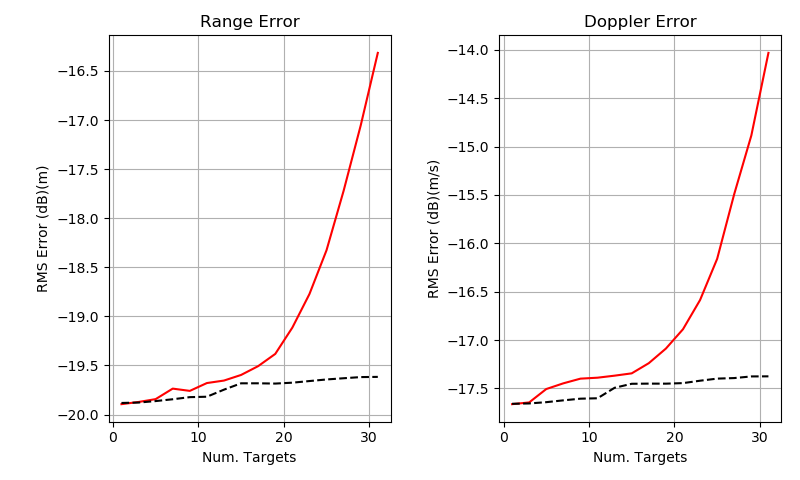 Range Error
RMS Error (dB)(m)
−16.5
−17.0
−17.5
−18.0
−18.5
−19.0
−19.5
−20.0
0 10 20 30
Num. Targets
Doppler Error
RMS Error (dB)(m/s)
−14.0
−14.5
−15.0
−15.5
−16.0
−16.5
−17.0
−17.5
0 10 20 30
Num. Targets